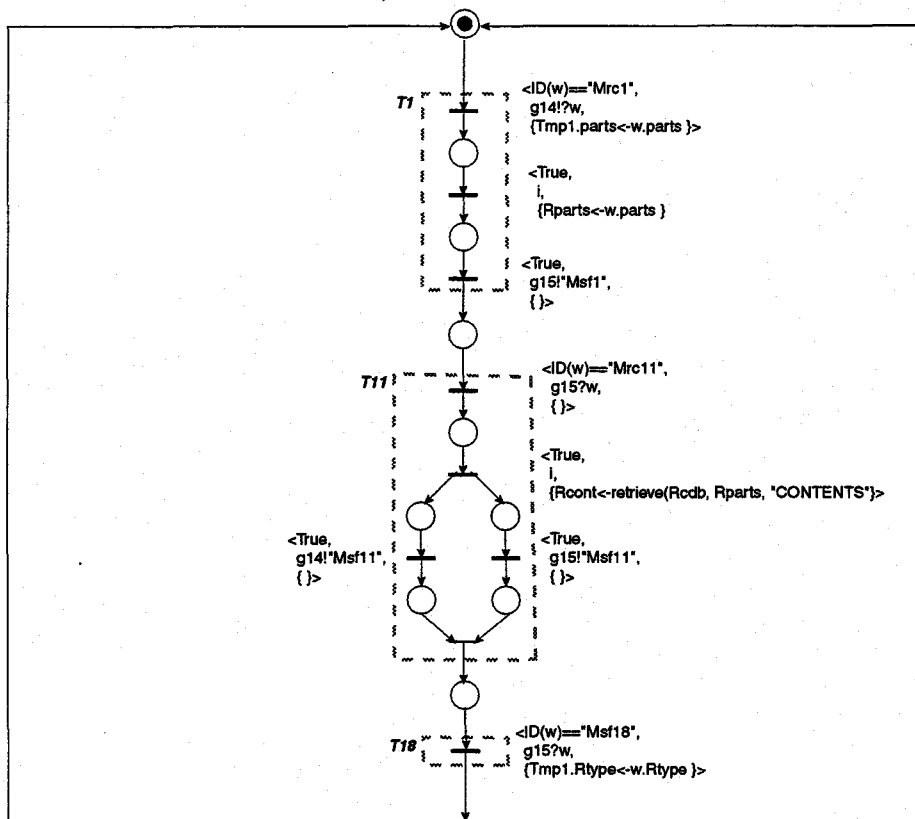 T1
<ID(w)=="Mrc1",
g14!?w,
{Tmp1.parts<-w.parts }>
<True,
i,
{Rparts<-w.parts }
<True,
g15!"Msf1",
{ }>
T11
<ID(w)=="Mrc11",
g15?w,
{ }>
<True,
i,
{Rcont<-retrieve(Rcdb, Rparts, "CONTENTS"}>
<True,
g14!"Msf11",
{ }>
<True,
g15!"Msf11",
{ }>
T18
<ID(w)=="Msf18",
g15?w,
{Tmp1.Rtype<-w.Rtype }>